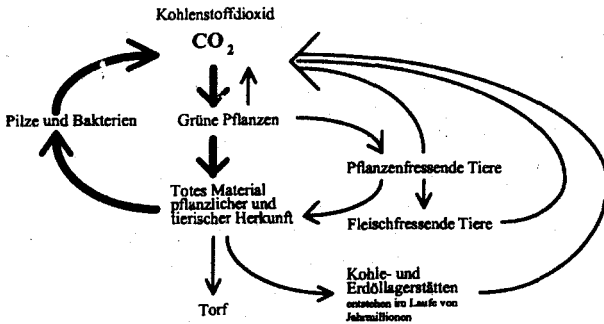 Kohlenstoffdioxid
CO2
Pilze und Bakterien
Grüne Pflanzen
Pflanzenfressende Tiere
Totes Material
pflanzlicher und
tierischer Herkunft
Fleischfressende Tiere
Kohle- und
Erdöllagerstätten
entstehen im Laufe von
Jahrmillionen
Torf